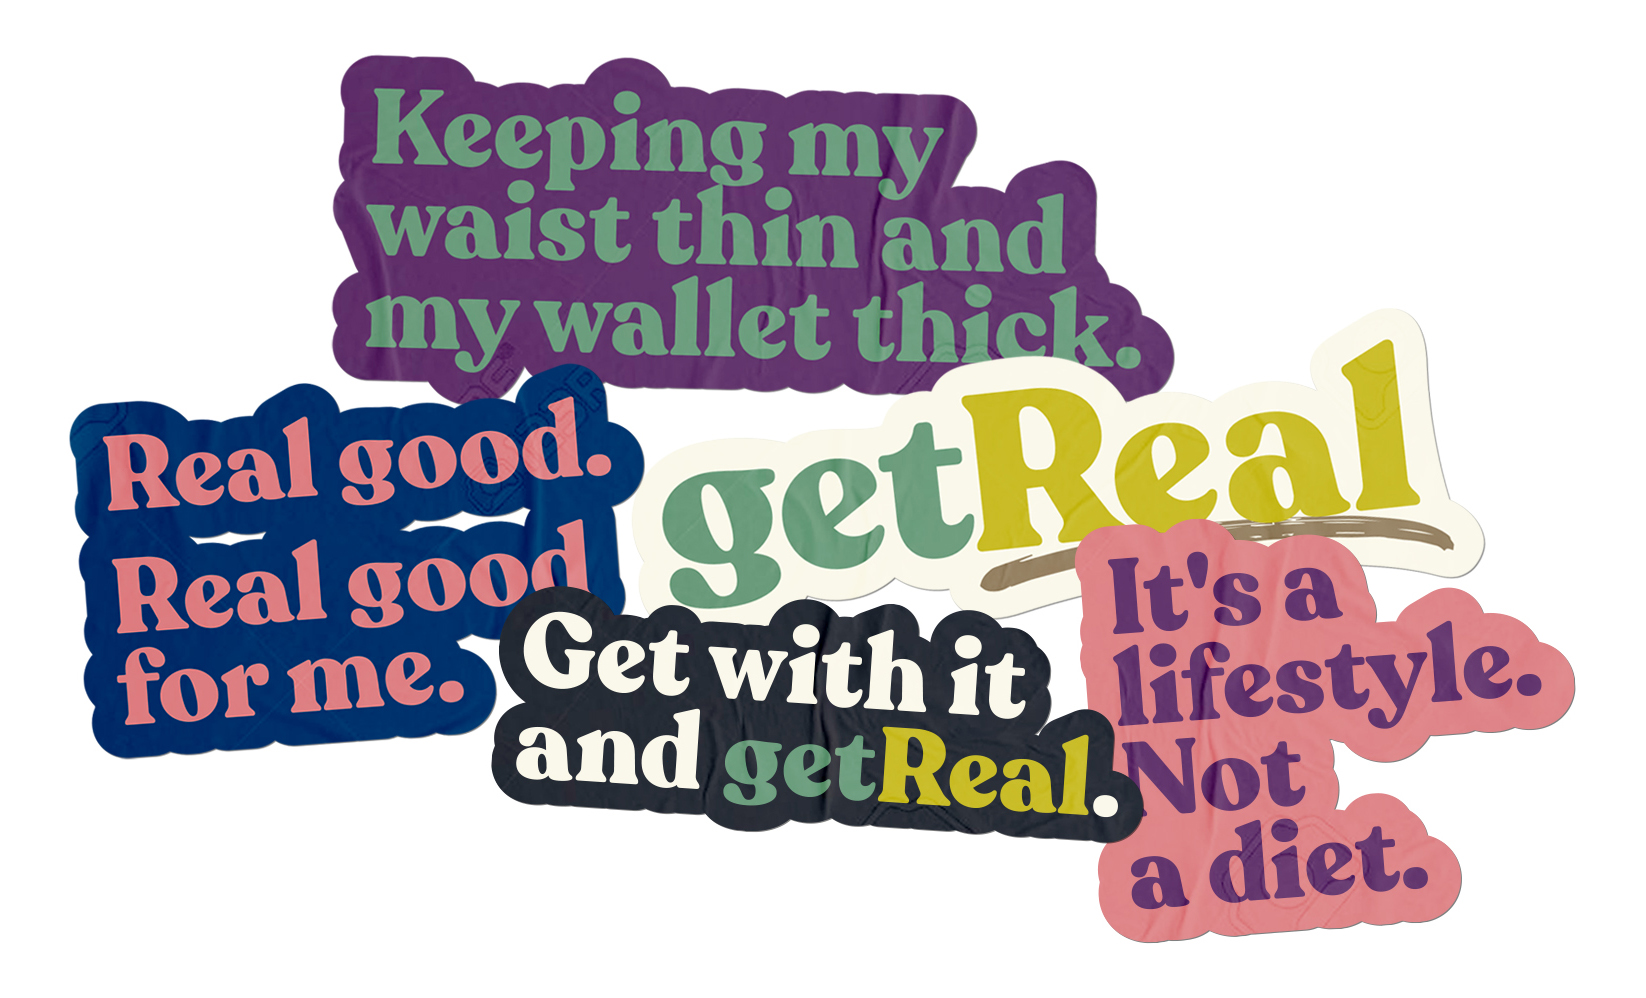 Keeping my
waist thin and
my wallet thick.
Real good.
Real good
for me.
getReal
Get with it
and getReal.
It's a
lifestyle.
Not
a diet.